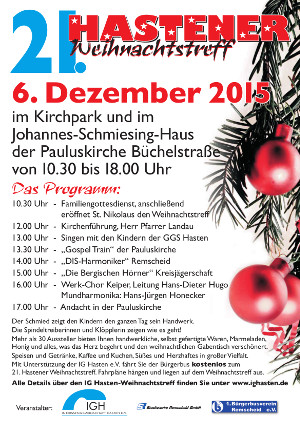 21. HASTENER
Weihnachtstreff
6. Dezember 2015
im Kirchpark und im
Johannes-Schmiesing-Haus
der Pauluskirche Büchelstraße
von 10.30 bis 18.00 Uhr
Das Programm:
10.30 Uhr - Familiengottesdienst, anschließend
eröffnet St. Nikolaus den Weihnachtstreff
12.00 Uhr - Kirchenführung, Herr Pfarrer Landau
13.00 Uhr - Singen mit den Kindern der GGS Hasten
13.30 Uhr - „Gospel Train“ der Pauluskirche
14.00 Uhr - „DIS-Harmoniker“ Remscheid
15.00 Uhr - „Die Bergischen Hörner“ Kreisjägerschaft
16.00 Uhr - Werk-Chor Keiper, Leitung Hans-Dieter Hugo
Mundharmonika: Hans-Jürgen Honecker
17.00 Uhr - Andacht in der Pauluskirche
Der Schmied zeigt den Kindern den ganzen Tag sein Handwerk.
Die Spindeltreiberinnen und Klöpplerin zeigen wie es geht!
Mehr als 30 Aussteller bieten Ihnen handwerkliche, selbst gefertigte Waren, Marmeladen,
Honig und alles, was das Herz begehrt und den weihnachtlichen Gabentisch verschönert.
Speisen und Getränke, Kaffee und Kuchen, Süßes und Herzhaftes in großer Vielfalt.
Mit Unterstützung der IG Hasten e.V. fährt Sie der Bürgerbus kostenlos zum
21. Hastener Weihnachtstreff. Fahrpläne hängen und liegen auf dem Weihnachtstreff aus.
Alle Details über den IG Hasten-Weihnachtstreff finden Sie unter www.ighasten.de
Veranstalter:
IGH
Stadtwerke Remscheid GmbH
1. Bürgerbusverein
Remscheid e.V.